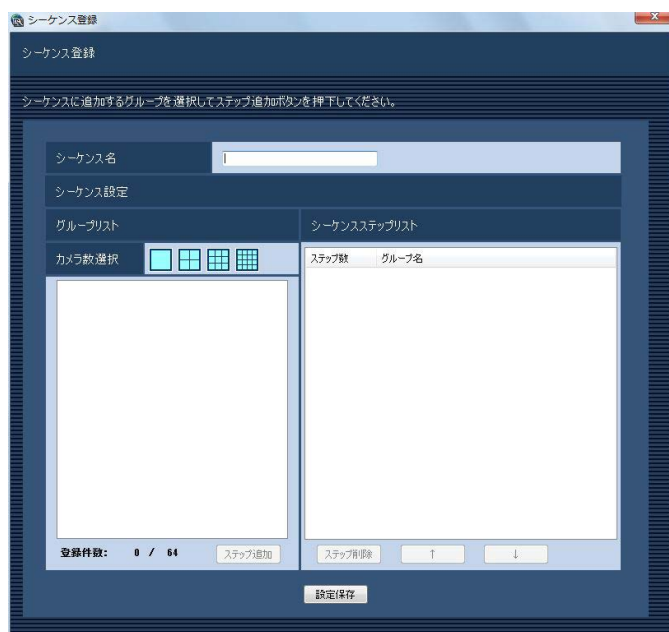 シーケンス登録
シーケンス登録
シーケンスに追加するグループを選択してステップ追加ボタンを押下してください。
シーケンス名
シーケンス設定
グループリスト
シーケンスステップリスト
カメラ数選択
ステップ数 グループ名
登録件数: 0 / 64
ステップ追加
ステップ削除
↑
↓
設定保存